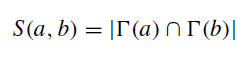 S(a, b) = |Γ(a) ∩ Γ(b)|